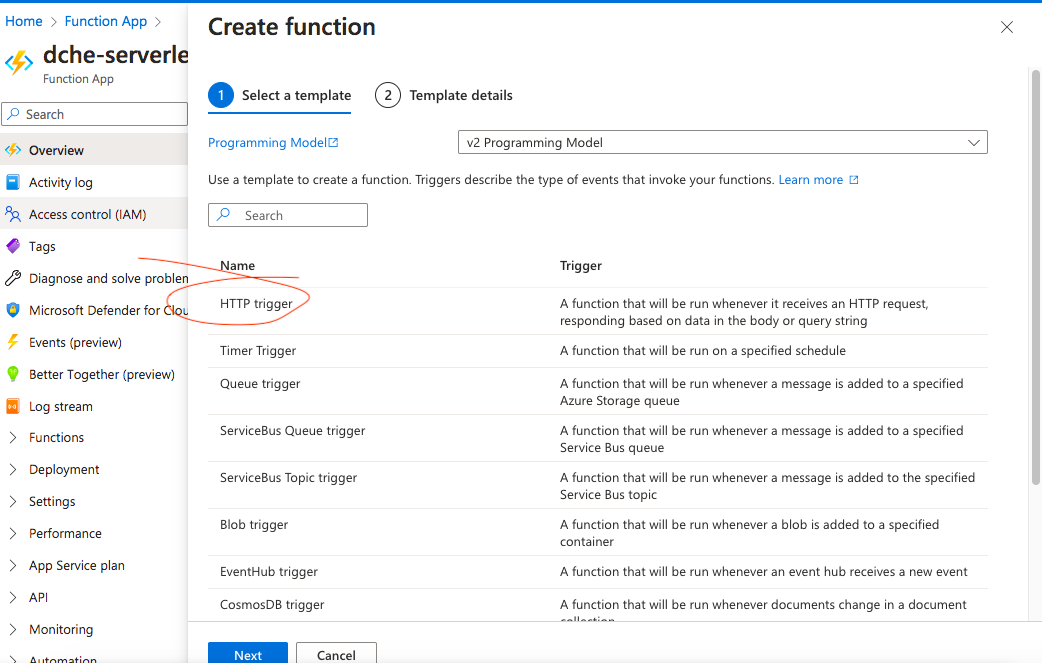 Home > Function App >
dche-serverle
Function App
Search
Overview
Activity log
Access control (IAM)
Tags
Diagnose and solve problem
Microsoft Defender for Clou
Events (preview)
Better Together (preview)
Log stream
Functions
Deployment
Settings
Performance
App Service plan
API
Monitoring
Automation
Create function
1 Select a template
2 Template details
Programming Model
v2 Programming Model
Use a template to create a function. Triggers describe the type of events that invoke your functions. Learn more
Search
Name Trigger
HTTP trigger A function that will be run whenever it receives an HTTP request,
responding based on data in the body or query string
Timer Trigger A function that will be run on a specified schedule
Queue trigger A function that will be run whenever a message is added to a specified
Azure Storage queue
ServiceBus Queue trigger A function that will be run whenever a message is added to a specified
Service Bus queue
ServiceBus Topic trigger A function that will be run whenever a message is added to the specified
Service Bus topic
Blob trigger A function that will be run whenever a blob is added to a specified
container
EventHub trigger A function that will be run whenever an event hub receives a new event
CosmosDB trigger A function that will be run whenever documents change in a document
collection
Next Cancel